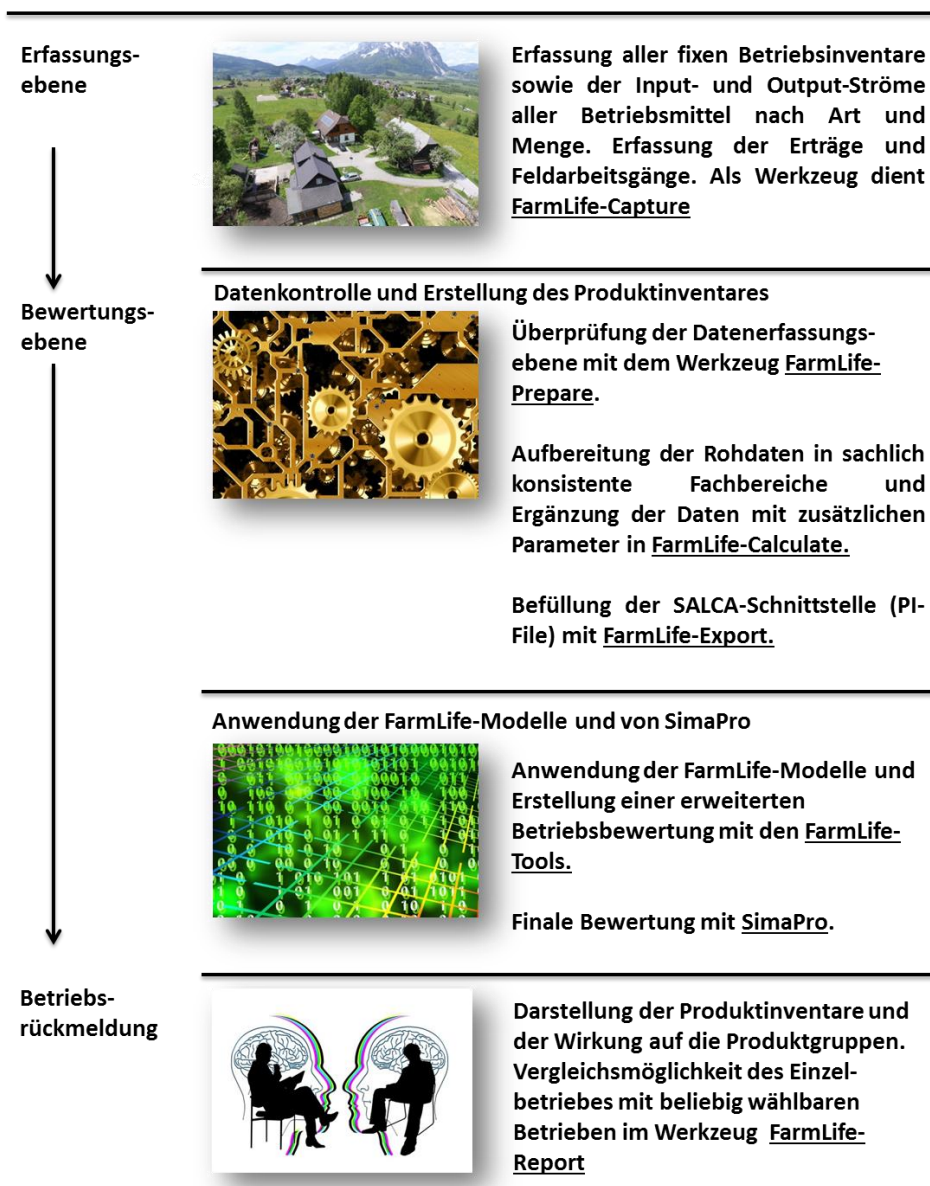 Erfassungs-
ebene
Erfassung aller fixen Betriebsinventare
sowie der Input- und Output-Ströme
aller Betriebsmittel nach Art und
Menge. Erfassung der Erträge und
Feldarbeitsgänge. Als Werkzeug dient
FarmLife-Capture
Bewertungs-
ebene
Datenkontrolle und Erstellung des Produktinventares
Überprüfung der Datenerfassungs-
ebene mit dem Werkzeug FarmLife-
Prepare.
Aufbereitung der Rohdaten in sachlich
konsistente Fachbereiche und
Ergänzung der Daten mit zusätzlichen
Parameter in FarmLife-Calculate.
Befüllung der SALCA-Schnittstelle (PI-
File) mit FarmLife-Export.
Anwendung der FarmLife-Modelle und von SimaPro
Anwendung der FarmLife-Modelle und
Erstellung einer erweiterten
Betriebsbewertung mit den FarmLife-
Tools.
Finale Bewertung mit SimaPro.
Betriebs-
rückmeldung
Darstellung der Produktinventare und
der Wirkung auf die Produktgruppen.
Vergleichsmöglichkeit des Einzel-
betriebes mit beliebig wählbaren
Betrieben im Werkzeug FarmLife-
Report